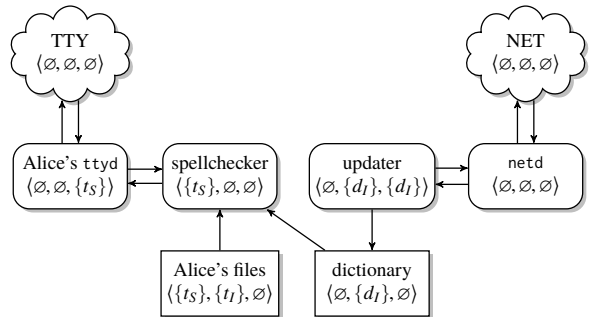 TTY
⟨∅, ∅, ∅⟩
NET
⟨∅, ∅, ∅⟩
Alice's ttyd
⟨∅, ∅, {t_S}⟩
spellchecker
⟨{t_S}, ∅, ∅⟩
updater
⟨∅, {d_I}, {d_I}⟩
netd
⟨∅, ∅, ∅⟩
Alice's files
⟨{t_S}, {t_I}, ∅⟩
dictionary
⟨∅, {d_I}, ∅⟩